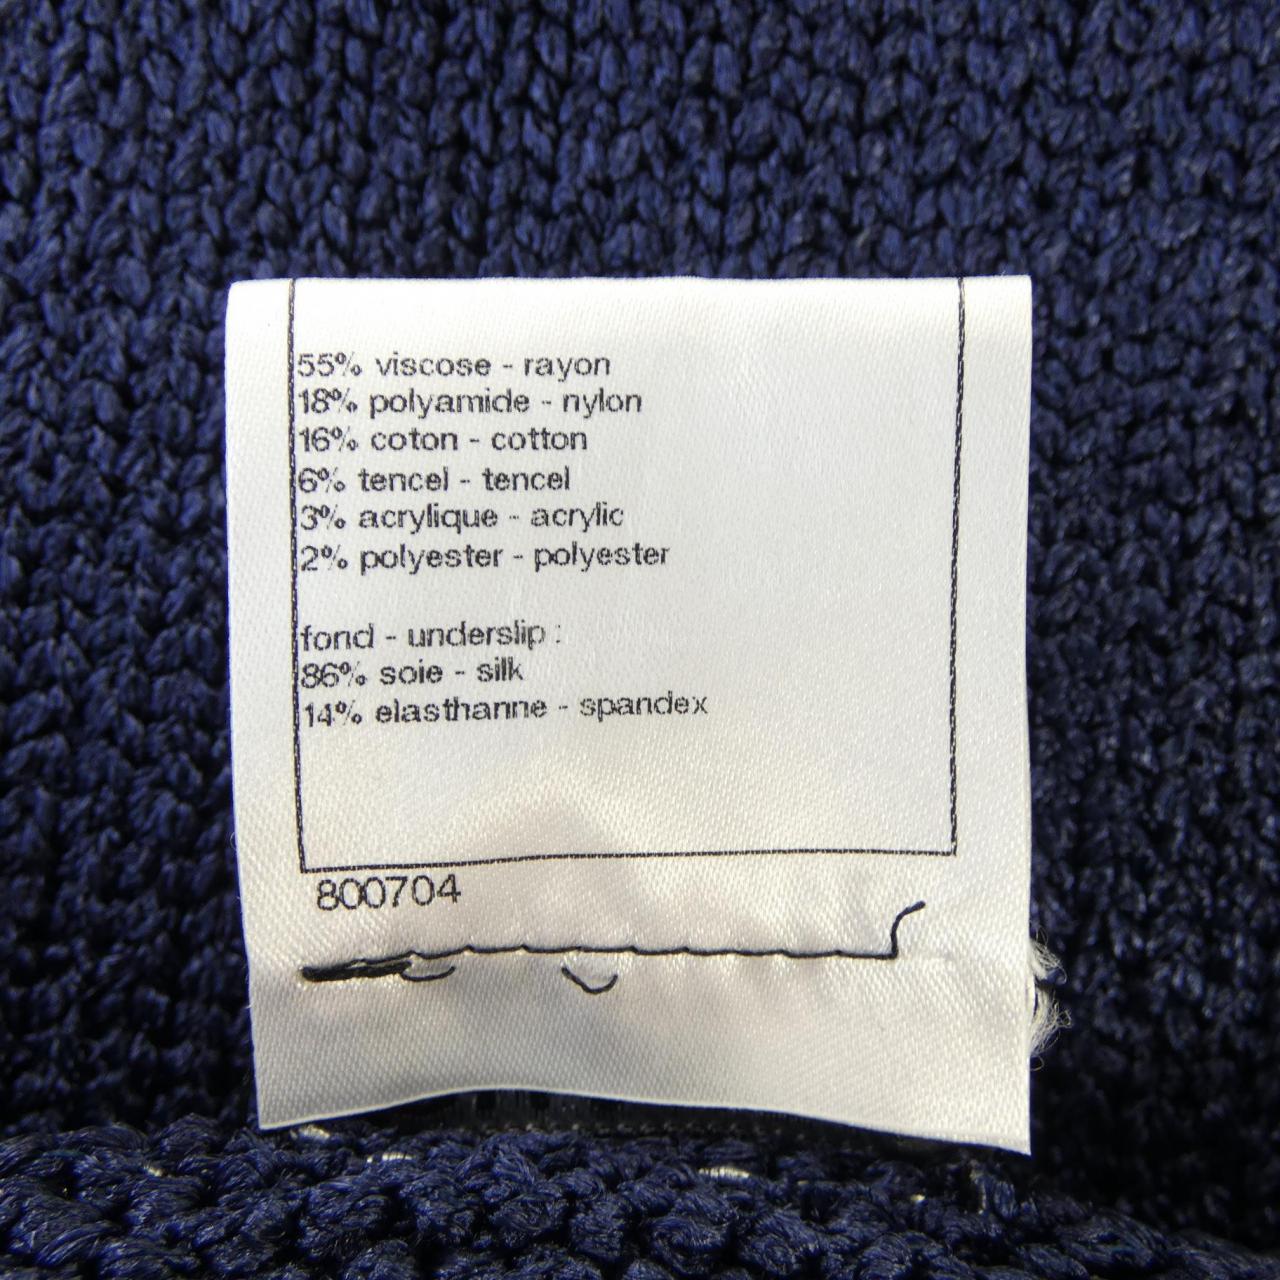 55% viscose - rayon
18% polyamide - nylon
16% coton - cotton
6% tencel - tencel
3% acrylique - acrylic
2% polyester - polyester
fond - underslip :
86% soie - silk
14% elasthanne - spandex
800704